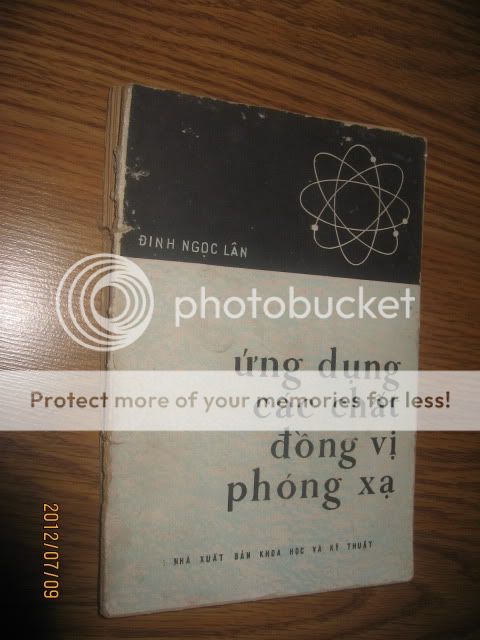 ĐINH NGỌC LÂN
photobucket
ứng dụng
Protect more of your memories for less!
các chất
đồng vị
phóng xạ
NHÀ XUẤT BẢN KHOA HỌC VÀ KỸ THUẬT
2012/07/09